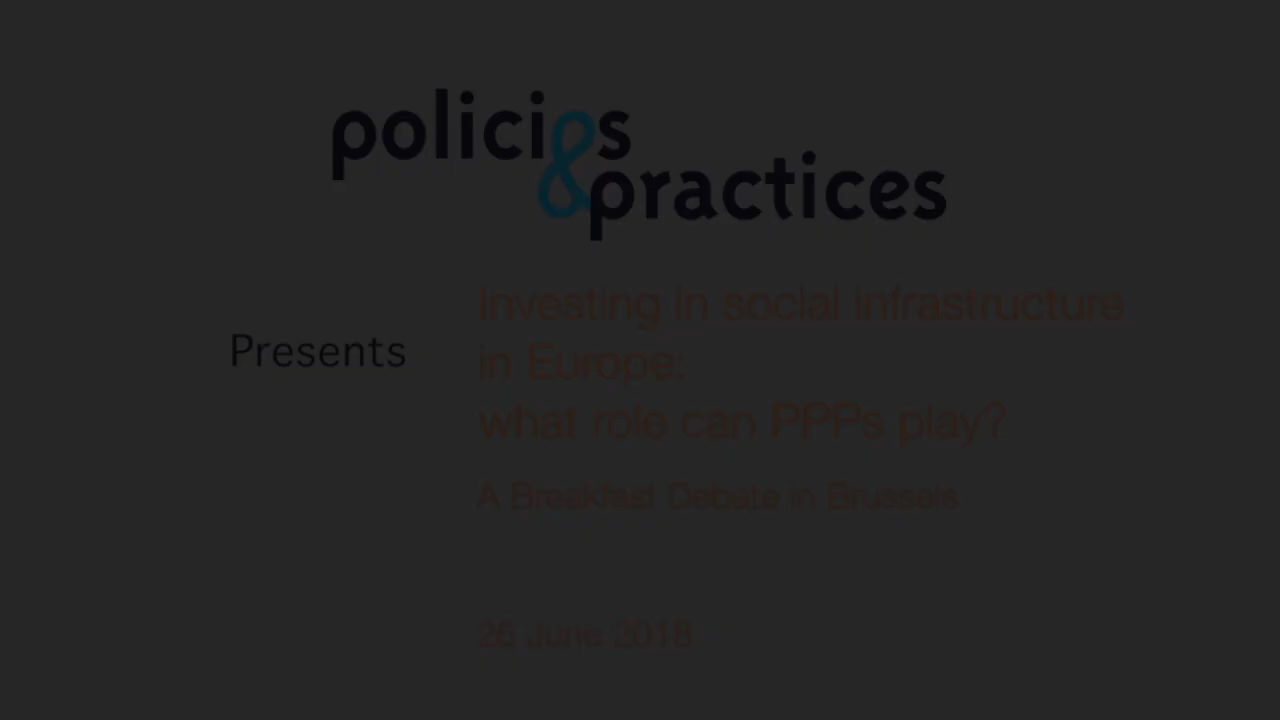 policies
& practices
Presents
Investing in social infrastructure
in Europe:
what role can PPPs play?
A Breakfast Debate in Brussels
26 June 2018